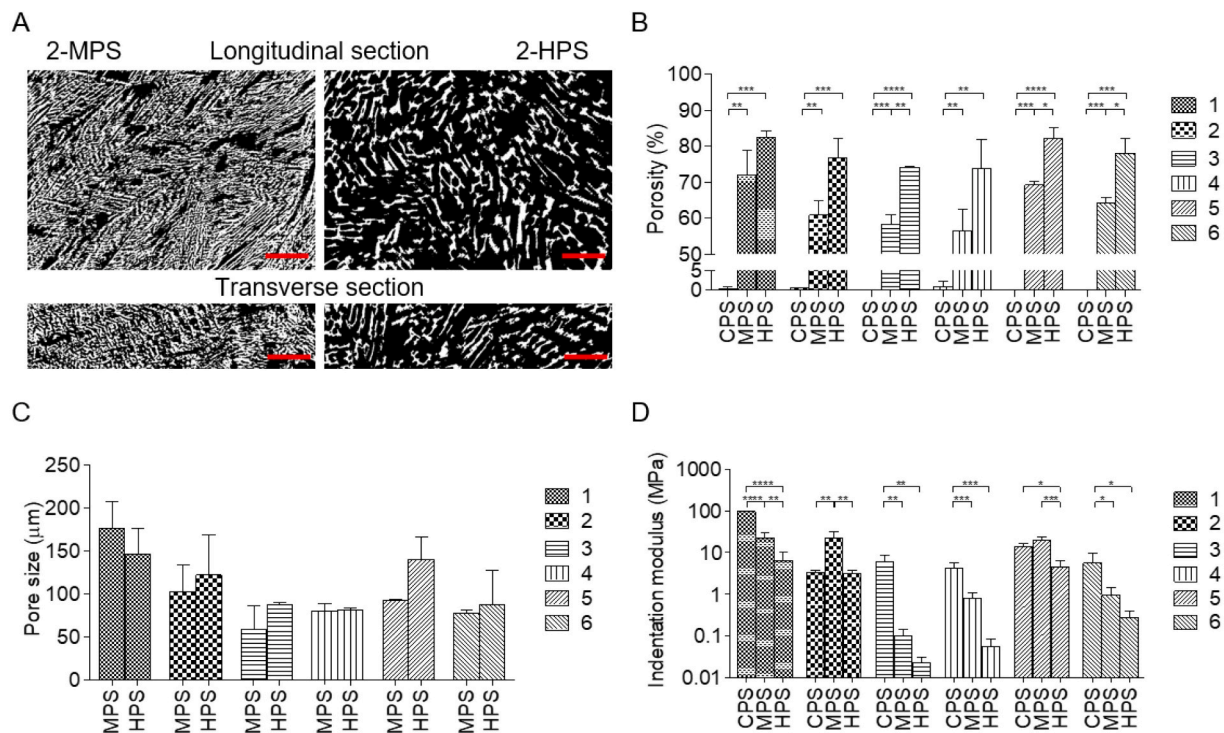 A
2-MPS Longitudinal section 2-HPS
Transverse section
B
Porosity (%)
100
90
80
70
60
50
5
0
*** ** *** ** **** *** ** ** ** **** *** * *** *** *
CPS MPS HPS CPS MPS HPS CPS MPS HPS CPS MPS HPS CPS MPS HPS CPS MPS HPS
1
2
3
4
5
6
C
Pore size (μm)
250
200
150
100
50
0
MPS HPS MPS HPS MPS HPS MPS HPS MPS HPS MPS HPS
1
2
3
4
5
6
D
Indentation modulus (MPa)
1000
100
10
1
0.1
0.01
**** **** ** ** ** ** ** *** *** * *** * *
CPS MPS HPS CPS MPS HPS CPS MPS HPS CPS MPS HPS CPS MPS HPS CPS MPS HPS
1
2
3
4
5
6